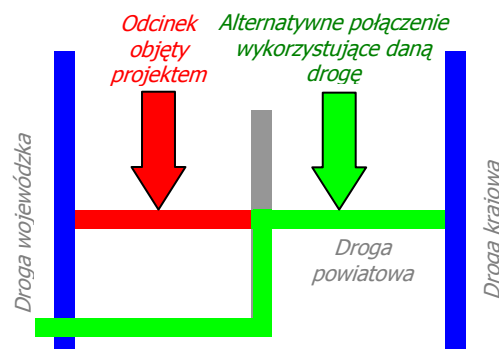 Odcinek
objęty
projektem
Alternatywne połączenie
wykorzystujące daną
drogę
Droga wojewódzka
Droga
powiatowa
Droga krajowa